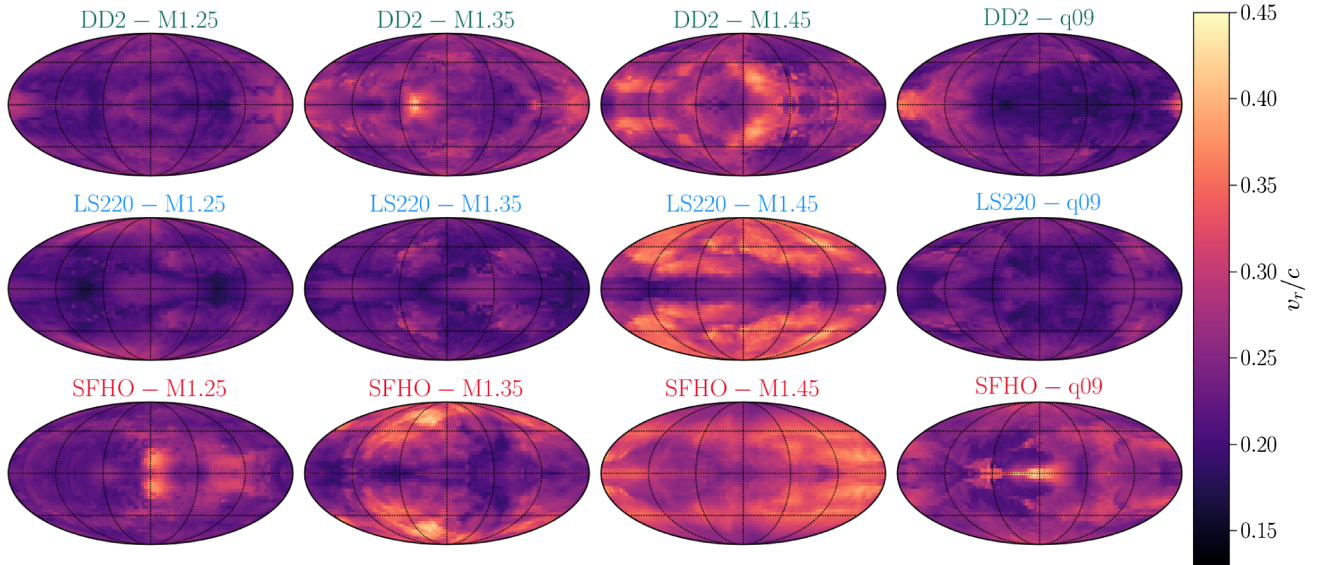 DD2 − M1.25
DD2 − M1.35
DD2 − M1.45
DD2 − q09
LS220 − M1.25
LS220 − M1.35
LS220 − M1.45
LS220 − q09
SFHO − M1.25
SFHO − M1.35
SFHO − M1.45
SFHO − q09
0.45
0.40
0.35
0.30
0.25
0.20
0.15
v_r/c